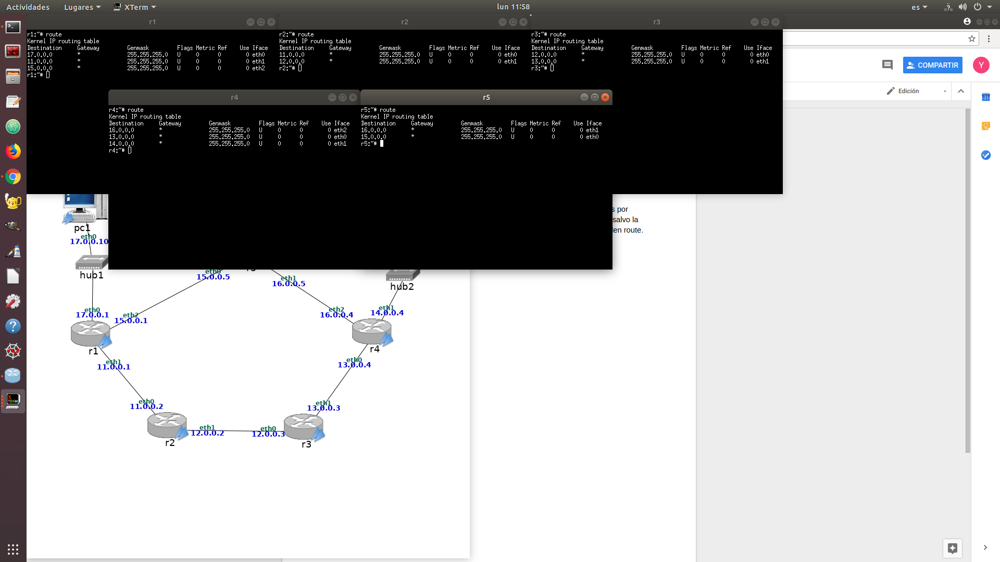 Actividades Lugares XTerm lun 11:58 es
r1
r1:~# route
Kernel IP routing table
Destination Gateway Genmask Flags Metric Ref Use Iface
17.0.0.0 * 255.255.255.0 U 0 0 0 eth0
11.0.0.0 * 255.255.255.0 U 0 0 0 eth1
15.0.0.0 * 255.255.255.0 U 0 0 0 eth2
r1:~#
r2
r2:~# route
Kernel IP routing table
Destination Gateway Genmask Flags Metric Ref Use Iface
11.0.0.0 * 255.255.255.0 U 0 0 0 eth0
12.0.0.0 * 255.255.255.0 U 0 0 0 eth1
r2:~#
r3
r3:~# route
Kernel IP routing table
Destination Gateway Genmask Flags Metric Ref Use Iface
12.0.0.0 * 255.255.255.0 U 0 0 0 eth0
13.0.0.0 * 255.255.255.0 U 0 0 0 eth1
r3:~#
COMPARTIR
Y
Edición
31
r4
r4:~# route
Kernel IP routing table
Destination Gateway Genmask Flags Metric Ref Use Iface
16.0.0.0 * 255.255.255.0 U 0 0 0 eth2
13.0.0.0 * 255.255.255.0 U 0 0 0 eth0
14.0.0.0 * 255.255.255.0 U 0 0 0 eth1
r4:~#
r5
r5:~# route
Kernel IP routing table
Destination Gateway Genmask Flags Metric Ref Use Iface
16.0.0.0 * 255.255.255.0 U 0 0 0 eth1
15.0.0.0 * 255.255.255.0 U 0 0 0 eth0
r5:~#
s por
salvo la
en route.
pc1
eth0
17.0.0.10
hub1
eth0
15.0.0.5
eth1
16.0.0.5
hub2
eth0
17.0.0.1
eth2
15.0.0.1
eth2
16.0.0.4
eth1
14.0.0.4
r1
r4
eth1
11.0.0.1
eth0
13.0.0.4
eth0
11.0.0.2
eth1
13.0.0.3
eth1
12.0.0.2
eth0
12.0.0.3
r2
r3
X
TERM